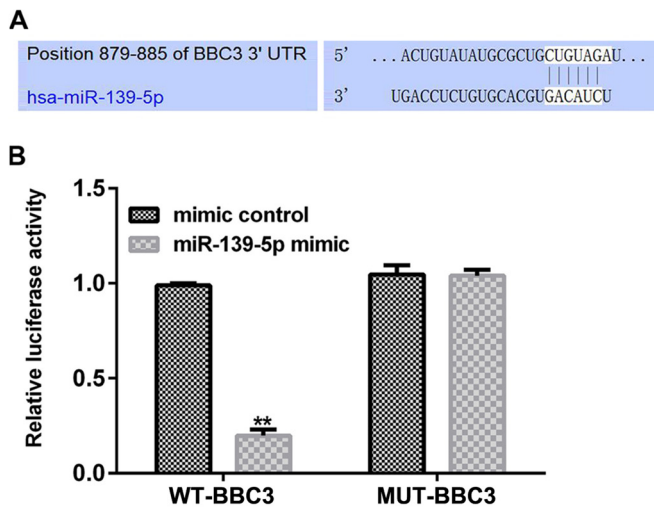 A
Position 879-885 of BBC3 3' UTR 5' ...ACUGUAUAUGCGCUGCUGUAGAU...
hsa-miR-139-5p 3' UGACCUCUGUGCACGUGACAUCU
B
Relative luciferase activity
1.5
1.0
0.5
0.0
mimic control
miR-139-5p mimic
**
WT-BBC3 MUT-BBC3